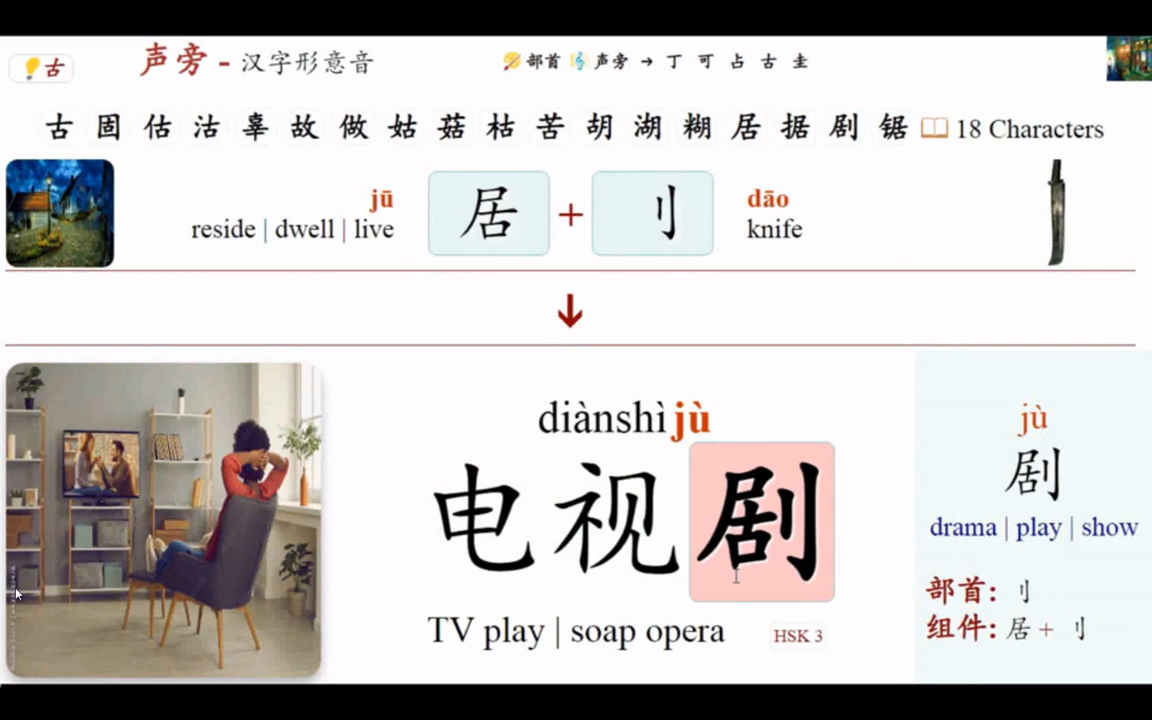 古
声旁 - 汉字形意音
部首 声旁 → 丁 可 占 古 圭
古 固 估 沽 辜 故 做 姑 菇 枯 苦 胡 湖 糊 居 据 剧 锯 18 Characters
jū
reside | dwell | live
居 + 刂
dāo
knife
↓
diànshìjù
电视剧
TV play | soap opera
HSK 3
jù
剧
drama | play | show
部首: 刂
组件: 居 + 刂